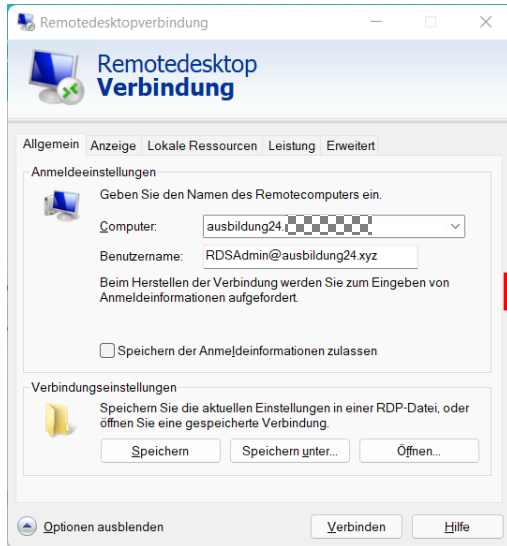 Remotedesktopverbindung
Remotedesktop
Verbindung
Allgemein Anzeige Lokale Ressourcen Leistung Erweitert
Anmeldeeinstellungen
Geben Sie den Namen des Remotecomputers ein.
Computer: ausbildung24.
Benutzername: RDSAdmin@ausbildung24.xyz
Beim Herstellen der Verbindung werden Sie zum Eingeben von
Anmeldeinformationen aufgefordert.
Speichern der Anmeldeinformationen zulassen
Verbindungseinstellungen
Speichern Sie die aktuellen Einstellungen in einer RDP-Datei, oder
öffnen Sie eine gespeicherte Verbindung.
Speichern Speichern unter... Öffnen...
Optionen ausblenden Verbinden Hilfe